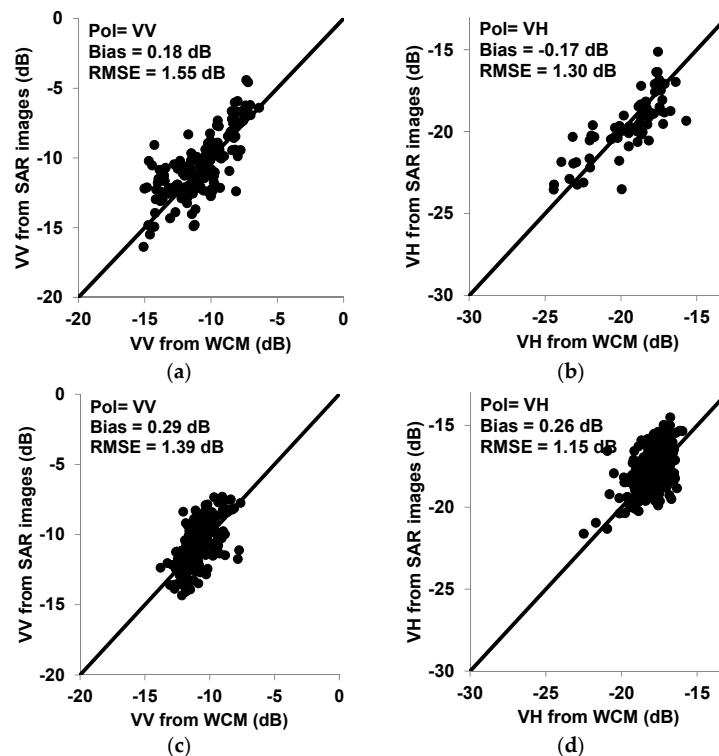 0
Pol= VV
Bias = 0.18 dB
RMSE = 1.55 dB
-5
-10
-15
-20
VV from SAR images (dB)
-20 -15 -10 -5 0
VV from WCM (dB)
(a)
Pol= VH
Bias = -0.17 dB
RMSE = 1.30 dB
-15
-20
-25
-30
VH from SAR images (dB)
-30 -25 -20 -15
VH from WCM (dB)
(b)
0
Pol= VV
Bias = 0.29 dB
RMSE = 1.39 dB
-5
-10
-15
-20
VV from SAR images (dB)
-20 -15 -10 -5 0
VV from WCM (dB)
(c)
Pol= VH
Bias = 0.26 dB
RMSE = 1.15 dB
-15
-20
-25
-30
VH from SAR images (dB)
-30 -25 -20 -15
VH from WCM (dB)
(d)